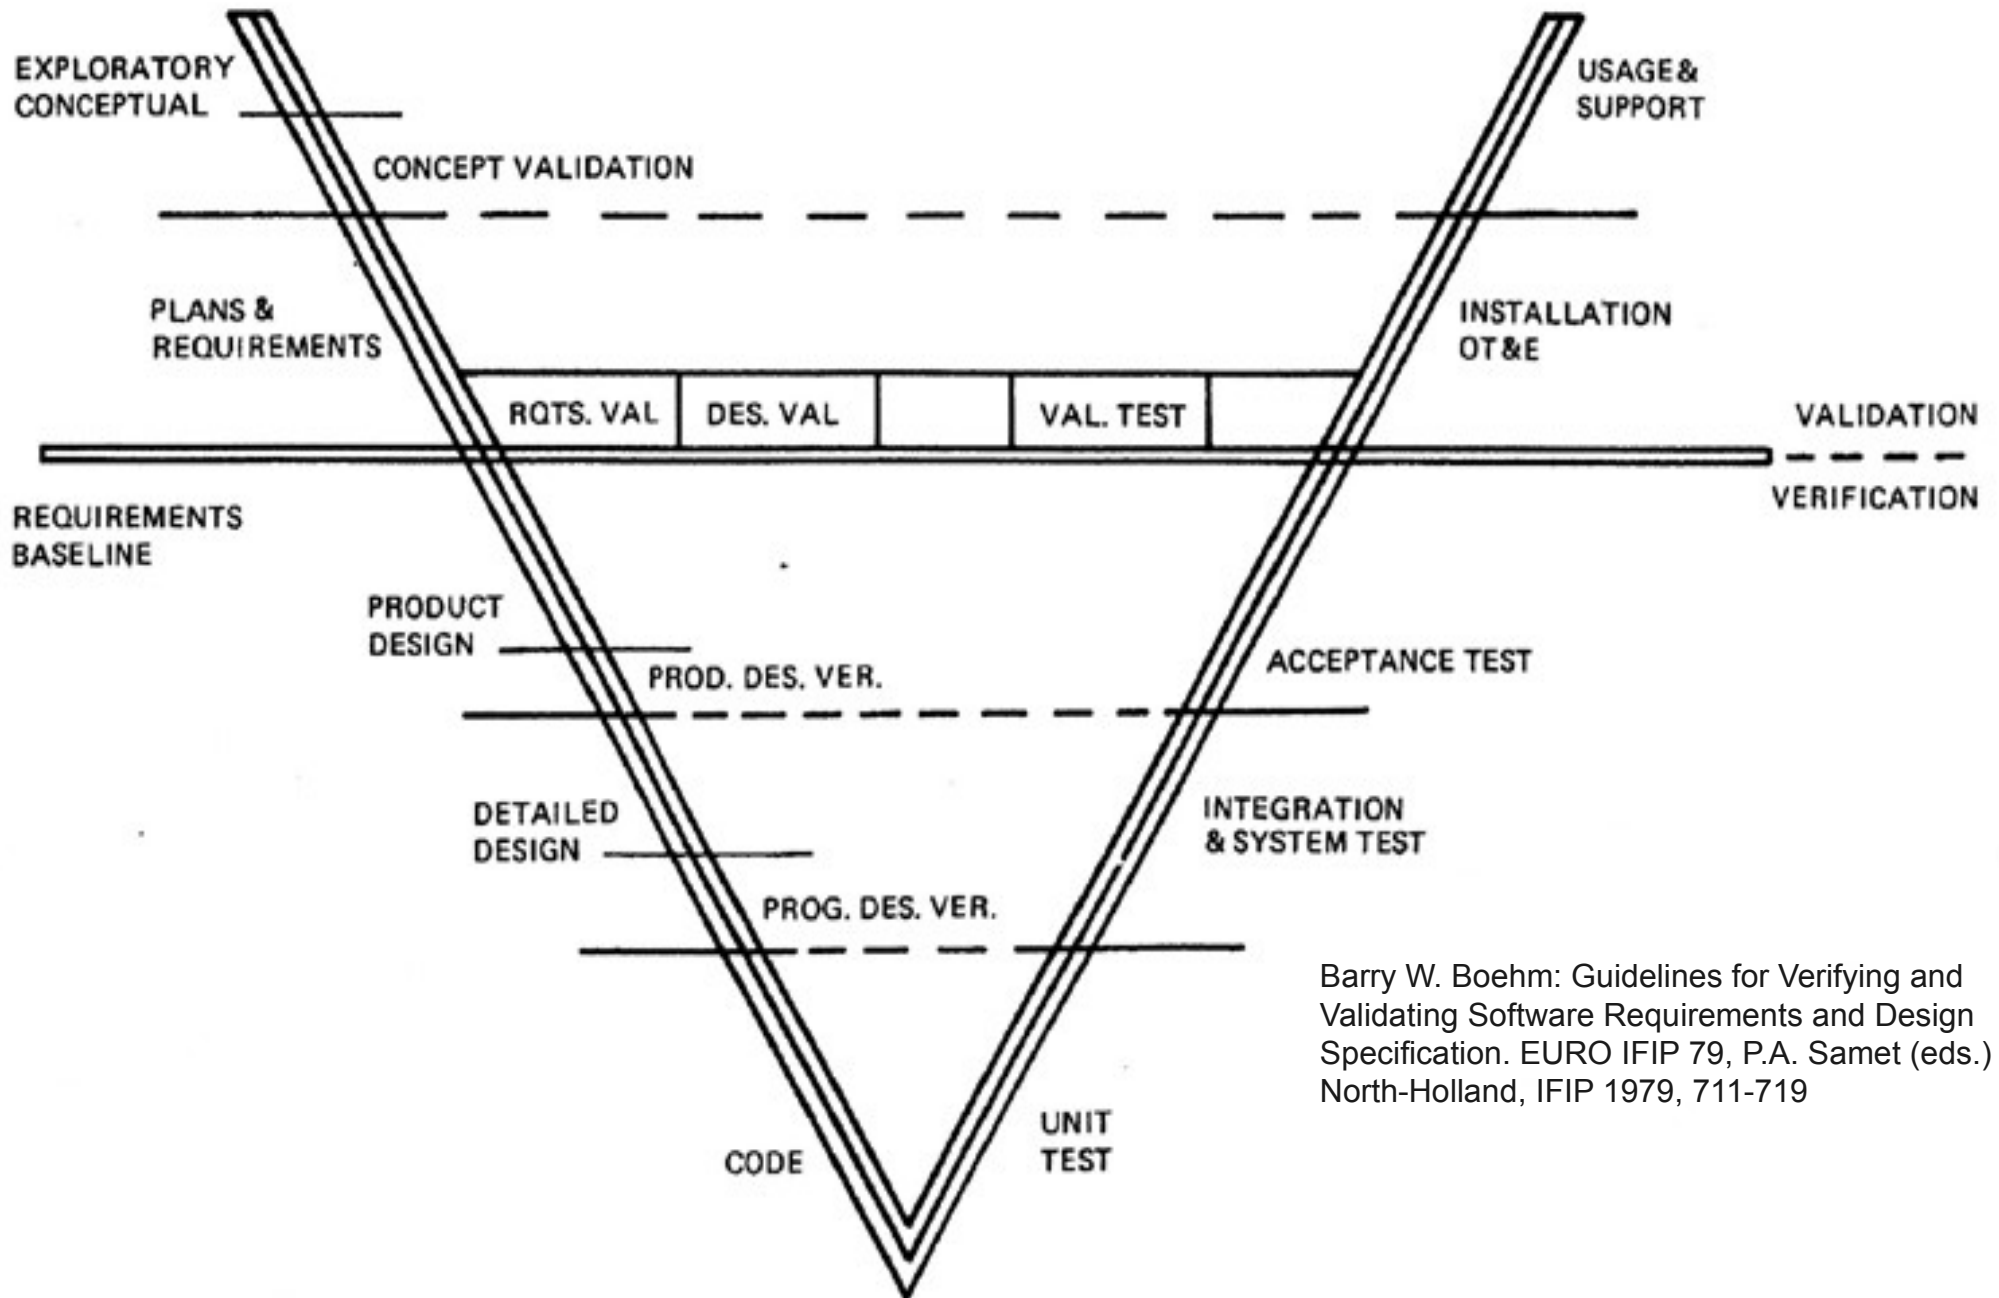 EXPLORATORY
CONCEPTUAL
USAGE &
SUPPORT
CONCEPT VALIDATION
PLANS &
REQUIREMENTS
INSTALLATION
OT&E
RQTS. VAL
DES. VAL
VAL. TEST
VALIDATION
VERIFICATION
REQUIREMENTS
BASELINE
PRODUCT
DESIGN
PROD. DES. VER.
ACCEPTANCE TEST
DETAILED
DESIGN
INTEGRATION
& SYSTEM TEST
PROG. DES. VER.
Barry W. Boehm: Guidelines for Verifying and
Validating Software Requirements and Design
Specification. EURO IFIP 79, P.A. Samet (eds.)
North-Holland, IFIP 1979, 711-719
CODE
UNIT
TEST